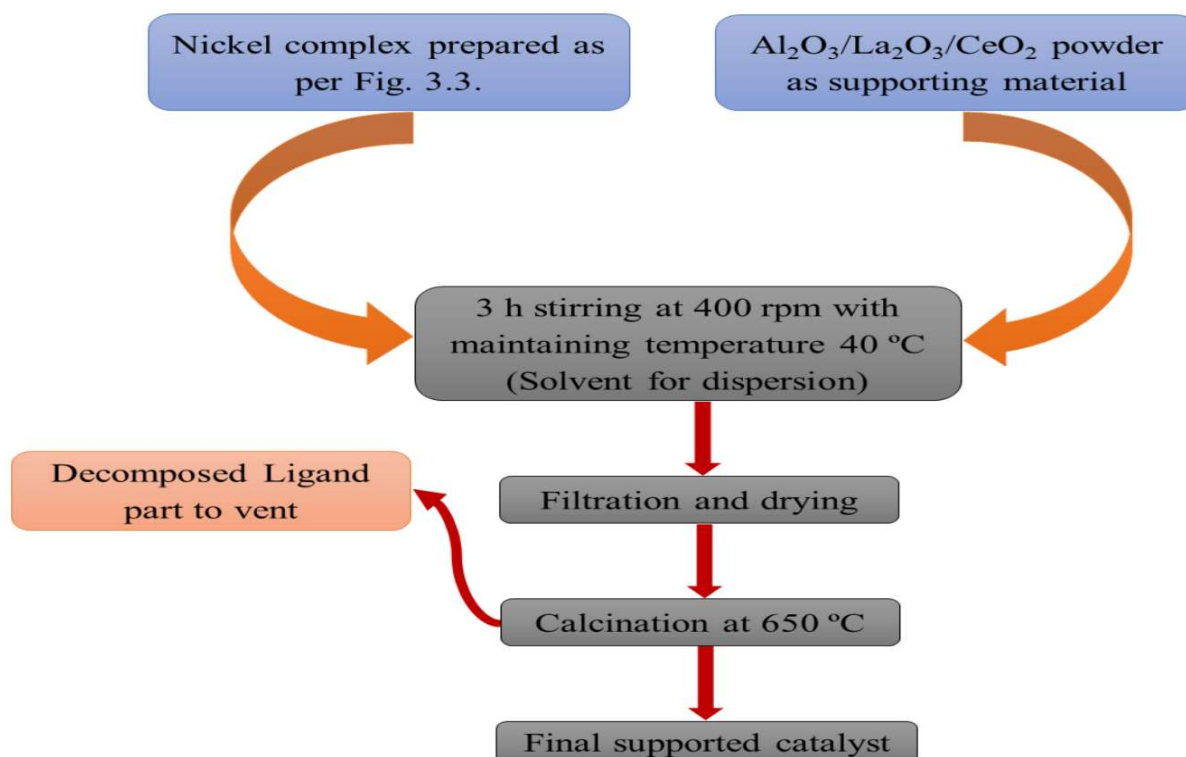 Nickel complex prepared as
per Fig. 3.3.
Al₂O₃/La₂O₃/CeO₂ powder
as supporting material
3 h stirring at 400 rpm with
maintaining temperature 40 ºC
(Solvent for dispersion)
Decomposed Ligand
part to vent
Filtration and drying
Calcination at 650 ºC
Final supported catalyst